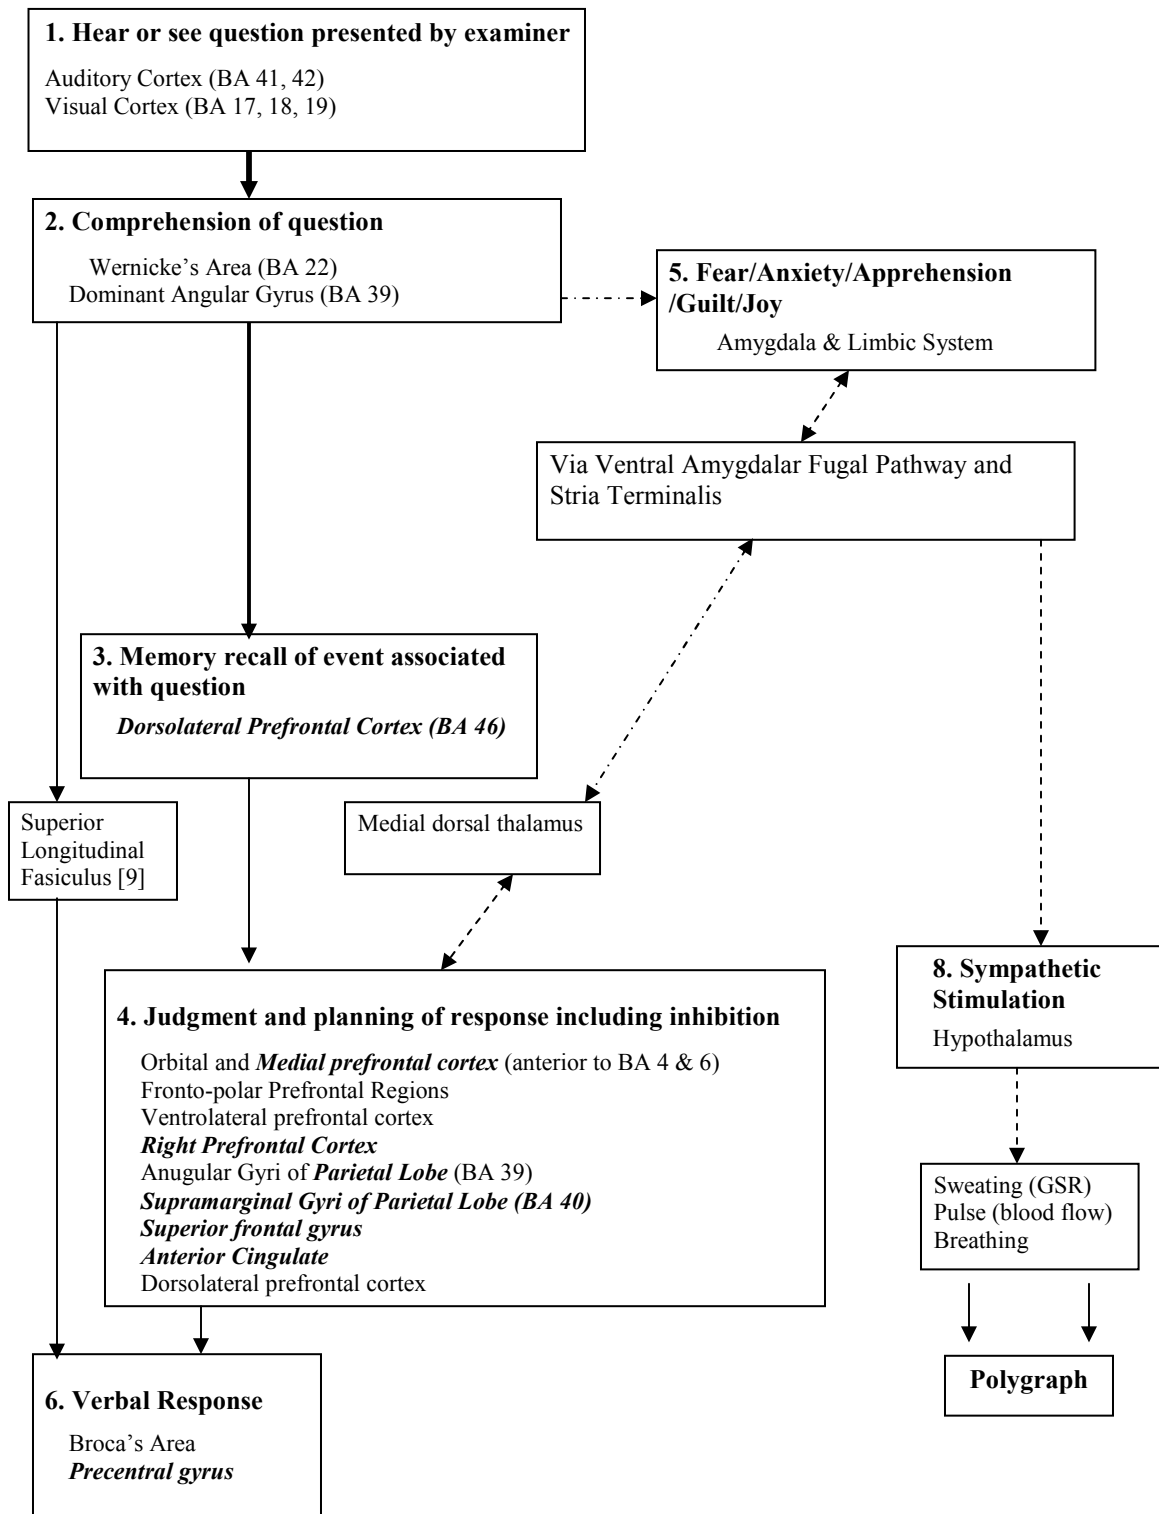 1. Hear or see question presented by examiner
Auditory Cortex (BA 41, 42)
Visual Cortex (BA 17, 18, 19)
2. Comprehension of question
Wernicke’s Area (BA 22)
Dominant Angular Gyrus (BA 39)
5. Fear/Anxiety/Apprehension
/Guilt/Joy
Amygdala & Limbic System
Via Ventral Amygdalar Fugal Pathway and
Stria Terminalis
3. Memory recall of event associated
with question
Dorsolateral Prefrontal Cortex (BA 46)
Superior
Longitudinal
Fasiculus [9]
Medial dorsal thalamus
4. Judgment and planning of response including inhibition
Orbital and Medial prefrontal cortex (anterior to BA 4 & 6)
Fronto-polar Prefrontal Regions
Ventrolateral prefrontal cortex
Right Prefrontal Cortex
Anugular Gyri of Parietal Lobe (BA 39)
Supramarginal Gyri of Parietal Lobe (BA 40)
Superior frontal gyrus
Anterior Cingulate
Dorsolateral prefrontal cortex
8. Sympathetic
Stimulation
Hypothalamus
Sweating (GSR)
Pulse (blood flow)
Breathing
Polygraph
6. Verbal Response
Broca’s Area
Precentral gyrus